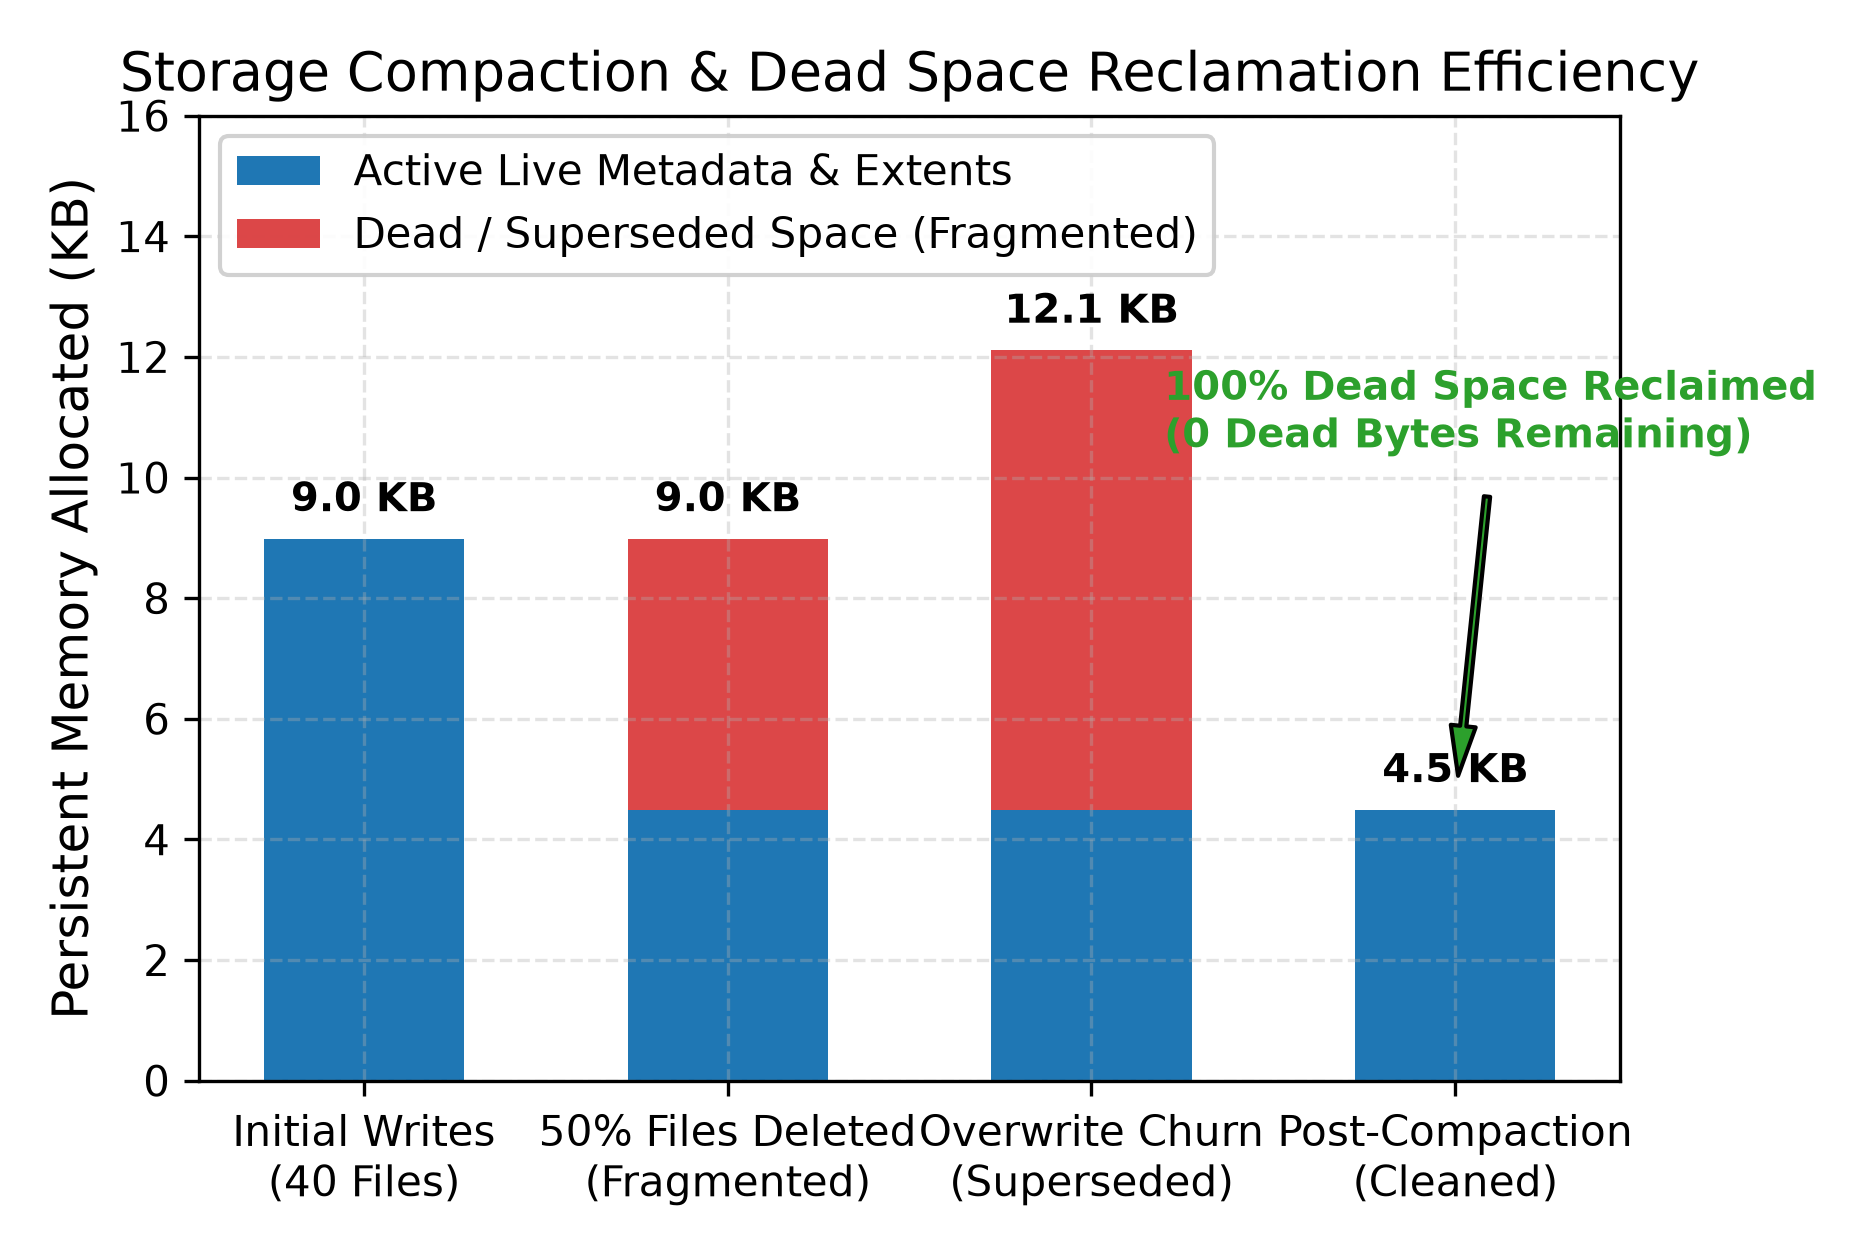 Storage Compaction & Dead Space Reclamation Efficiency
Persistent Memory Allocated (KB)
16
14
12
10
8
6
4
2
0
Active Live Metadata & Extents
Dead / Superseded Space (Fragmented)
9.0 KB
9.0 KB
12.1 KB
4.5 KB
100% Dead Space Reclaimed
(0 Dead Bytes Remaining)
Initial Writes
(40 Files)
50% Files Deleted
(Fragmented)
Overwrite Churn
(Superseded)
Post-Compaction
(Cleaned)